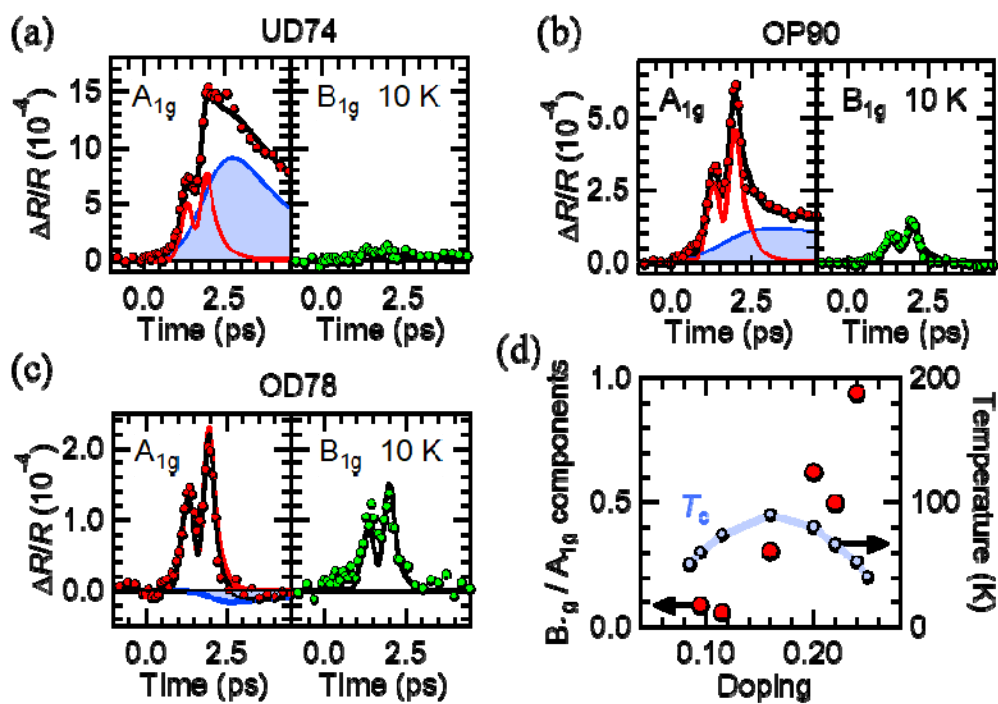 (a) UD74
A1g B1g 10 K
15
10
5
0
ΔR/R (10-4)
0.0 2.5 0.0 2.5
Time (ps) Time (ps)
(b) OP90
A1g B1g 10 K
5.0
2.5
0.0
ΔR/R (10-4)
0.0 2.5 0.0 2.5
Time (ps) Time (ps)
(c) OD78
A1g B1g 10 K
2.0
1.0
0.0
ΔR/R (10-4)
0.0 2.5 0.0 2.5
Time (ps) Time (ps)
(d)
1.0 200
0.5 100
0.0 0
Tc
B1g / A1g components
Temperature (K)
0.10 0.20
Doping